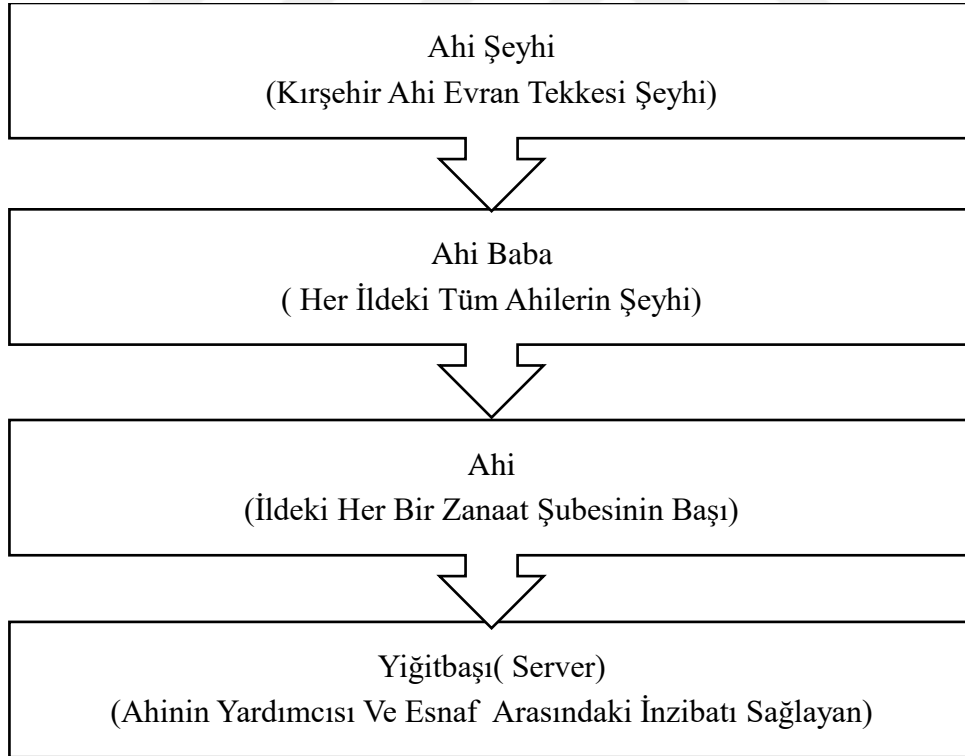 Ahi Şeyhi
(Kırşehir Ahi Evran Tekkesi Şeyhi)
Ahi Baba
( Her İldeki Tüm Ahilerin Şeyhi)
Ahi
(İldeki Her Bir Zanaat Şubesinin Başı)
Yiğitbaşı( Server)
(Ahinin Yardımcısı Ve Esnaf  Arasındaki İnzibatı Sağlayan)